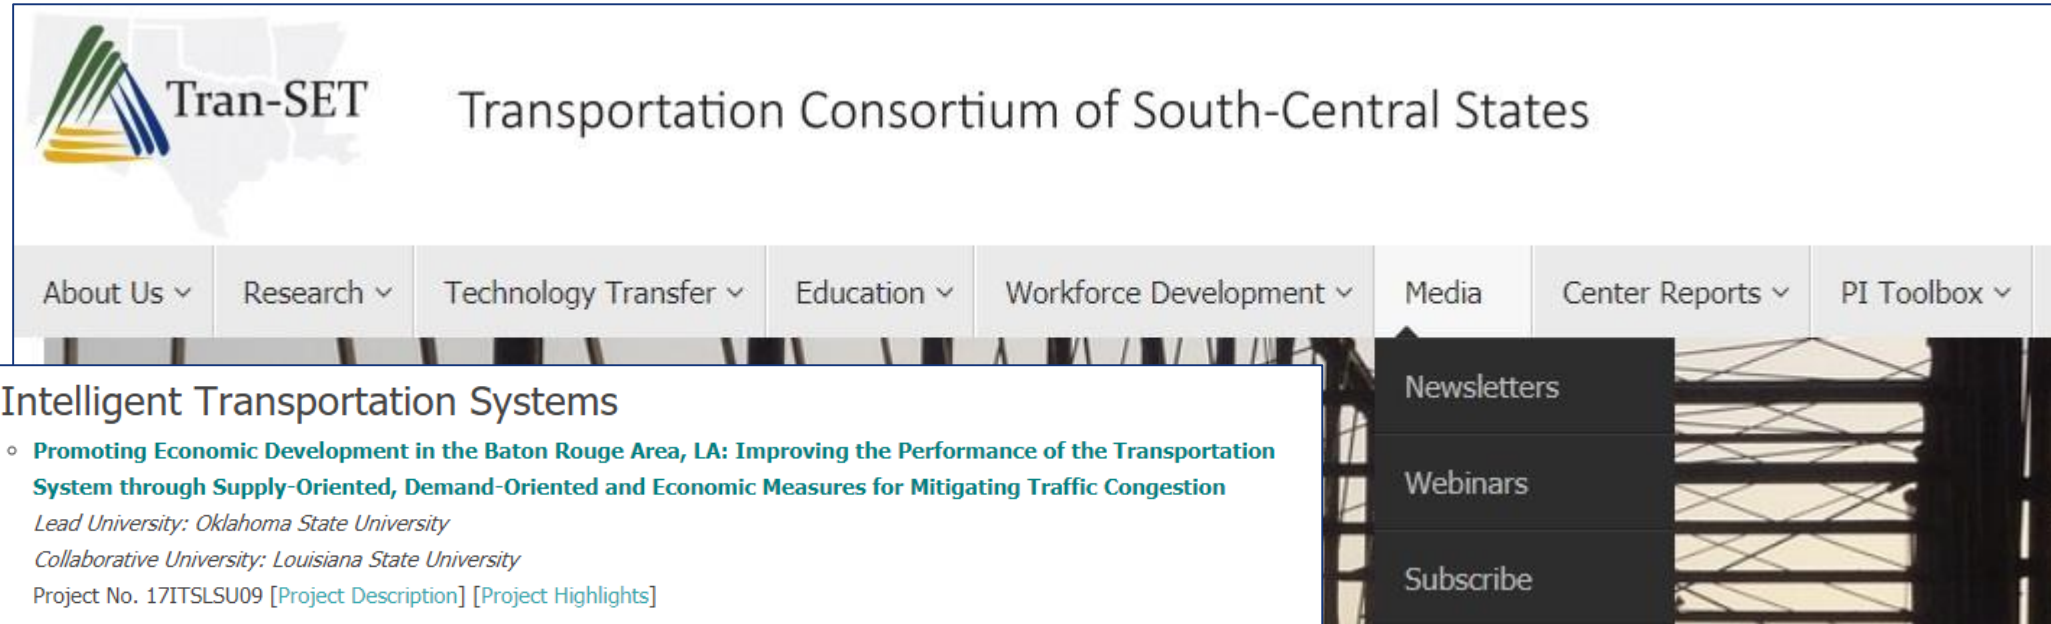 Tran-SET
Transportation Consortium of South-Central States
About Us Research Technology Transfer Education Workforce Development Media Center Reports PI Toolbox
Newsletters
Webinars
Subscribe
Intelligent Transportation Systems
Promoting Economic Development in the Baton Rouge Area, LA: Improving the Performance of the Transportation
System through Supply-Oriented, Demand-Oriented and Economic Measures for Mitigating Traffic Congestion
Lead University: Oklahoma State University
Collaborative University: Louisiana State University
Project No. 17ITSLSU09 [Project Description] [Project Highlights]